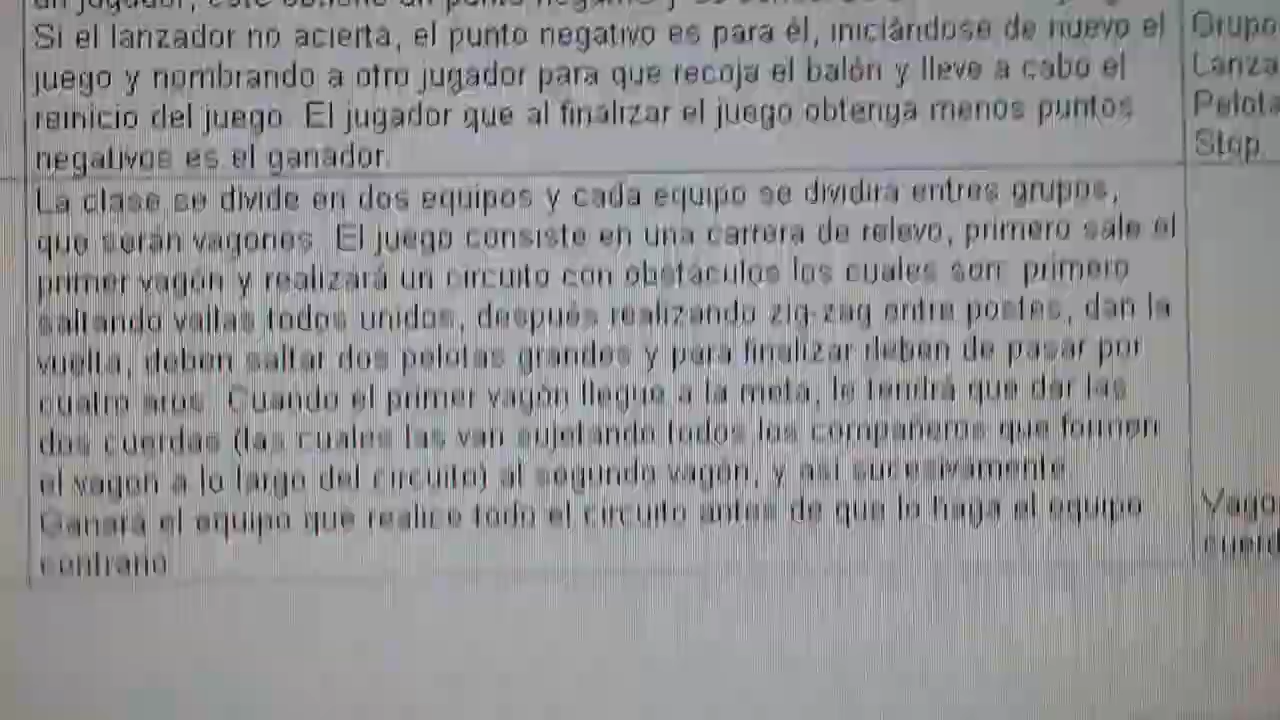 Si el lanzador no acierta, el punto negativo es para él, iniciándose de nuevo el
juego y nombrando a otro jugador para que recoja el balón y lleve a cabo el
reinicio del juego. El jugador que al finalizar el juego obtenga menos puntos
negativos es el ganador.
Grupo
Lanza
Pelota
Stop.
La clase se divide en dos equipos y cada equipo se dividirá entres grupos,
que serán vagones. El juego consiste en una carrera de relevo, primero sale el
primer vagón y realizará un circuito con obstáculos los cuales son: primero
saltando vallas todos unidos, después realizando zig-zag entre postes, dan la
vuelta, deben saltar dos pelotas grandes y para finalizar deben de pasar por
cuatro aros. Cuando el primer vagón llegue a la meta, le tendrá que dar las
dos cuerdas (las cuales las van sujetando todos los compañeros que forman
el vagón a lo largo del circuito) al segundo vagón, y así sucesivamente.
Ganará el equipo que realice todo el circuito antes de que lo haga el equipo
contrario
Vago
cuerd